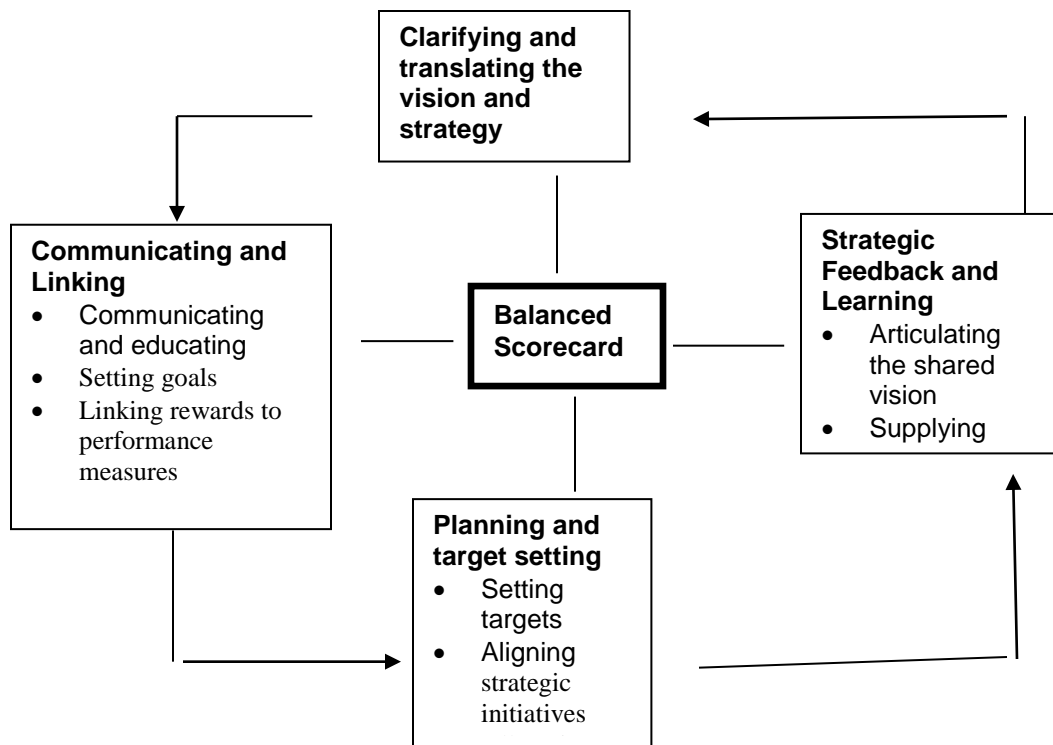 Clarifying and
translating the
vision and
strategy
Communicating and
Linking
• Communicating
and educating
• Setting goals
• Linking rewards to
performance
measures
Balanced
Scorecard
Strategic
Feedback and
Learning
• Articulating
the shared
vision
• Supplying
Planning and
target setting
• Setting
targets
• Aligning
strategic
initiatives